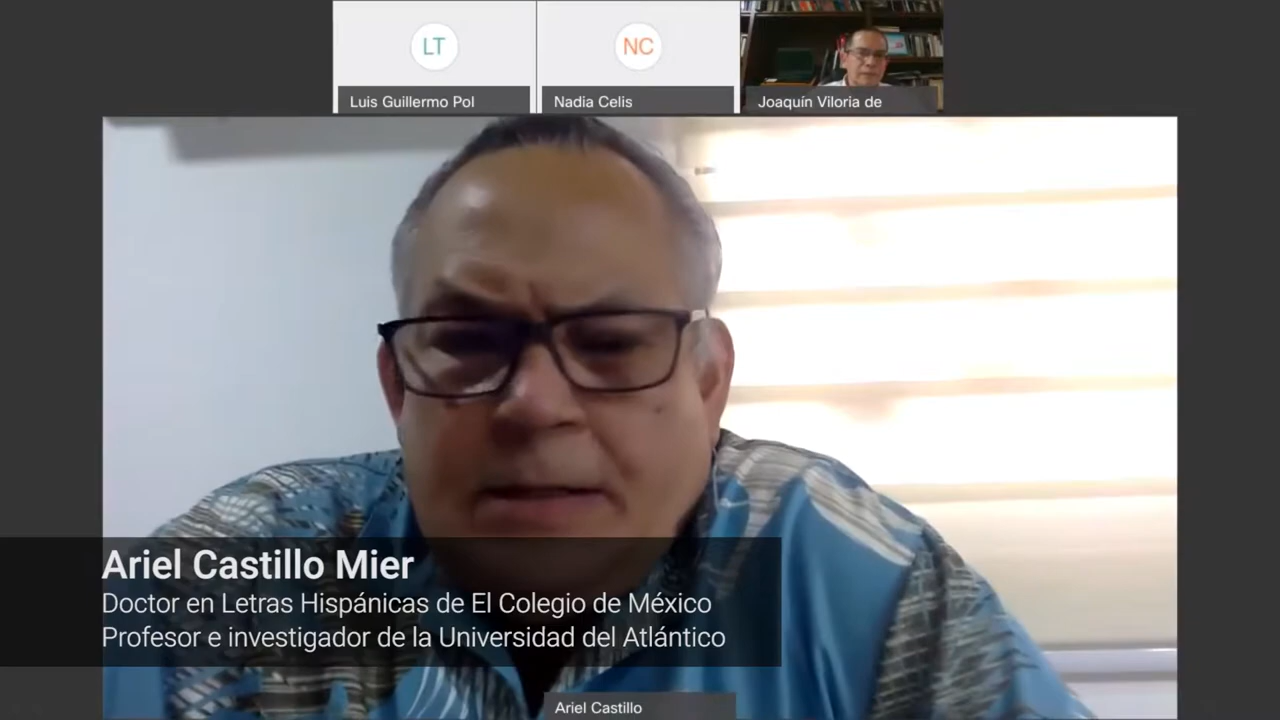 LT
NC
Luis Guillermo Pol
Nadia Celis
Joaquín Viloria de
Ariel Castillo Mier
Doctor en Letras Hispánicas de El Colegio de México
Profesor e investigador de la Universidad del Atlántico
Ariel Castillo